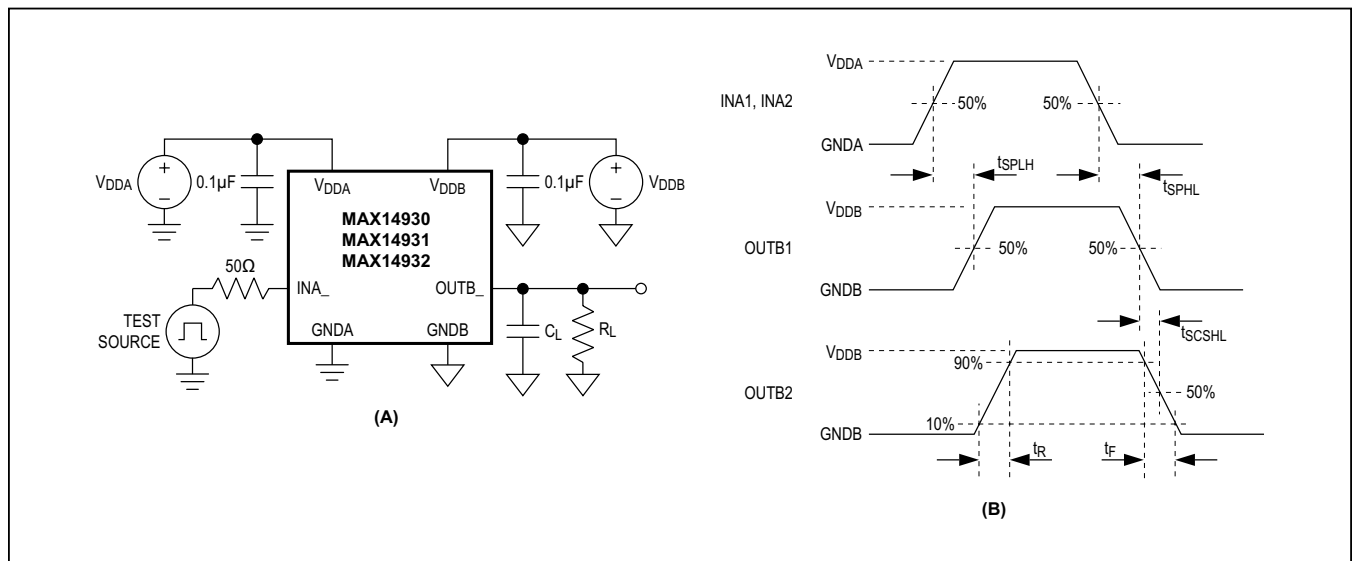 VDDA
0.1µF
VDDA
VDDB
0.1µF
VDDB
MAX14930
MAX14931
MAX14932
50Ω
INA_
OUTB_
TEST
SOURCE
GNDA
GNDB
CL
RL
(A)
VDDA
INA1, INA2
50%
50%
GNDA
tSPLH
tSPHL
VDDB
OUTB1
50%
50%
GNDB
tSCSHL
VDDB
90%
OUTB2
50%
10%
GNDB
tR
tF
(B)